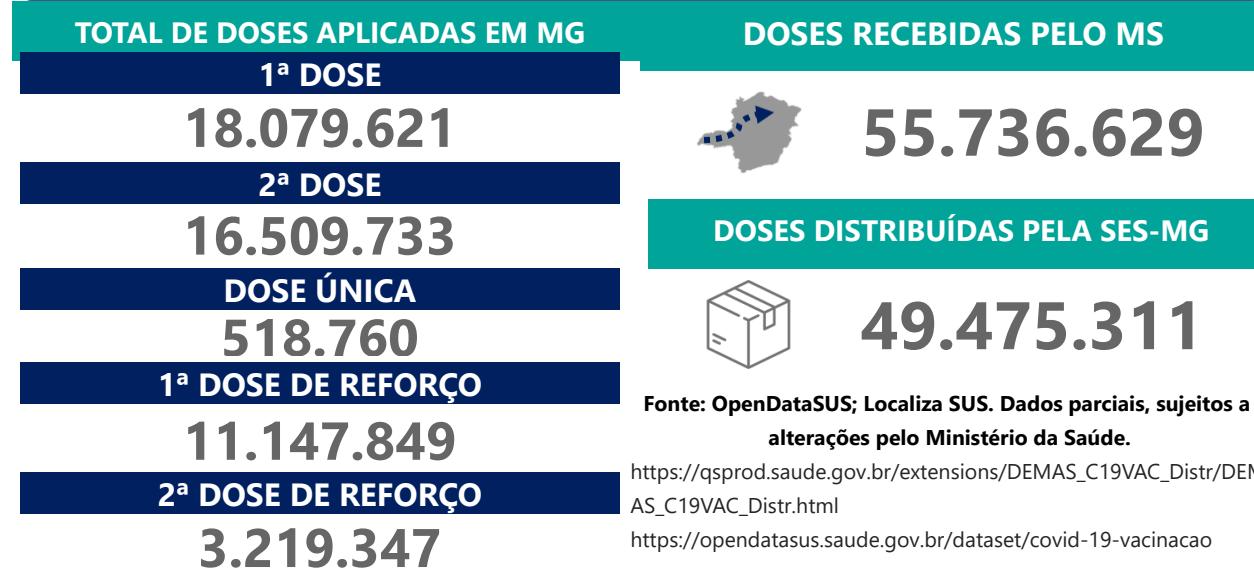 TOTAL DE DOSES APLICADAS EM MG
1ª DOSE
18.079.621
2ª DOSE
16.509.733
DOSE ÚNICA
518.760
1ª DOSE DE REFORÇO
11.147.849
2ª DOSE DE REFORÇO
3.219.347
DOSES RECEBIDAS PELO MS
55.736.629
DOSES DISTRIBUÍDAS PELA SES-MG
49.475.311
Fonte: OpenDataSUS; Localiza SUS. Dados parciais, sujeitos a
alterações pelo Ministério da Saúde.
https://qsprod.saude.gov.br/extensions/DEMAS_C19VAC_Distr/DEM
AS_C19VAC_Distr.html
https://opendatasus.saude.gov.br/dataset/covid-19-vacinacao